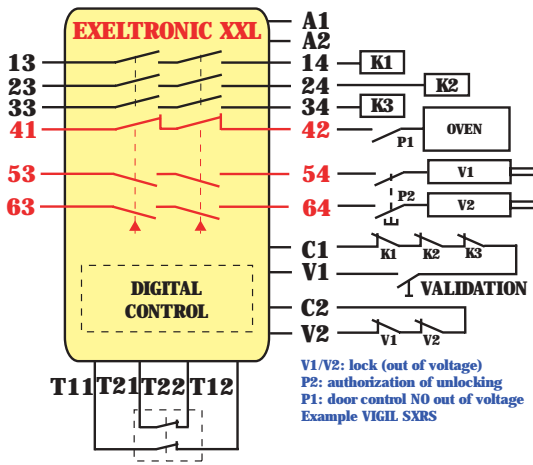 EXELTRONIC XXL
A1
A2
13 14 K1
23 24 K2
33 34 K3
41 42 P1 OVEN
53 54 V1
63 64 P2 V2
C1 K1 K2 K3
V1 VALIDATION
DIGITAL
CONTROL
C2
V2 V1 V2
T11 T21 T22 T12
V1/V2: lock (out of voltage)
P2: authorization of unlocking
P1: door control NO out of voltage
Example VIGIL SXRS